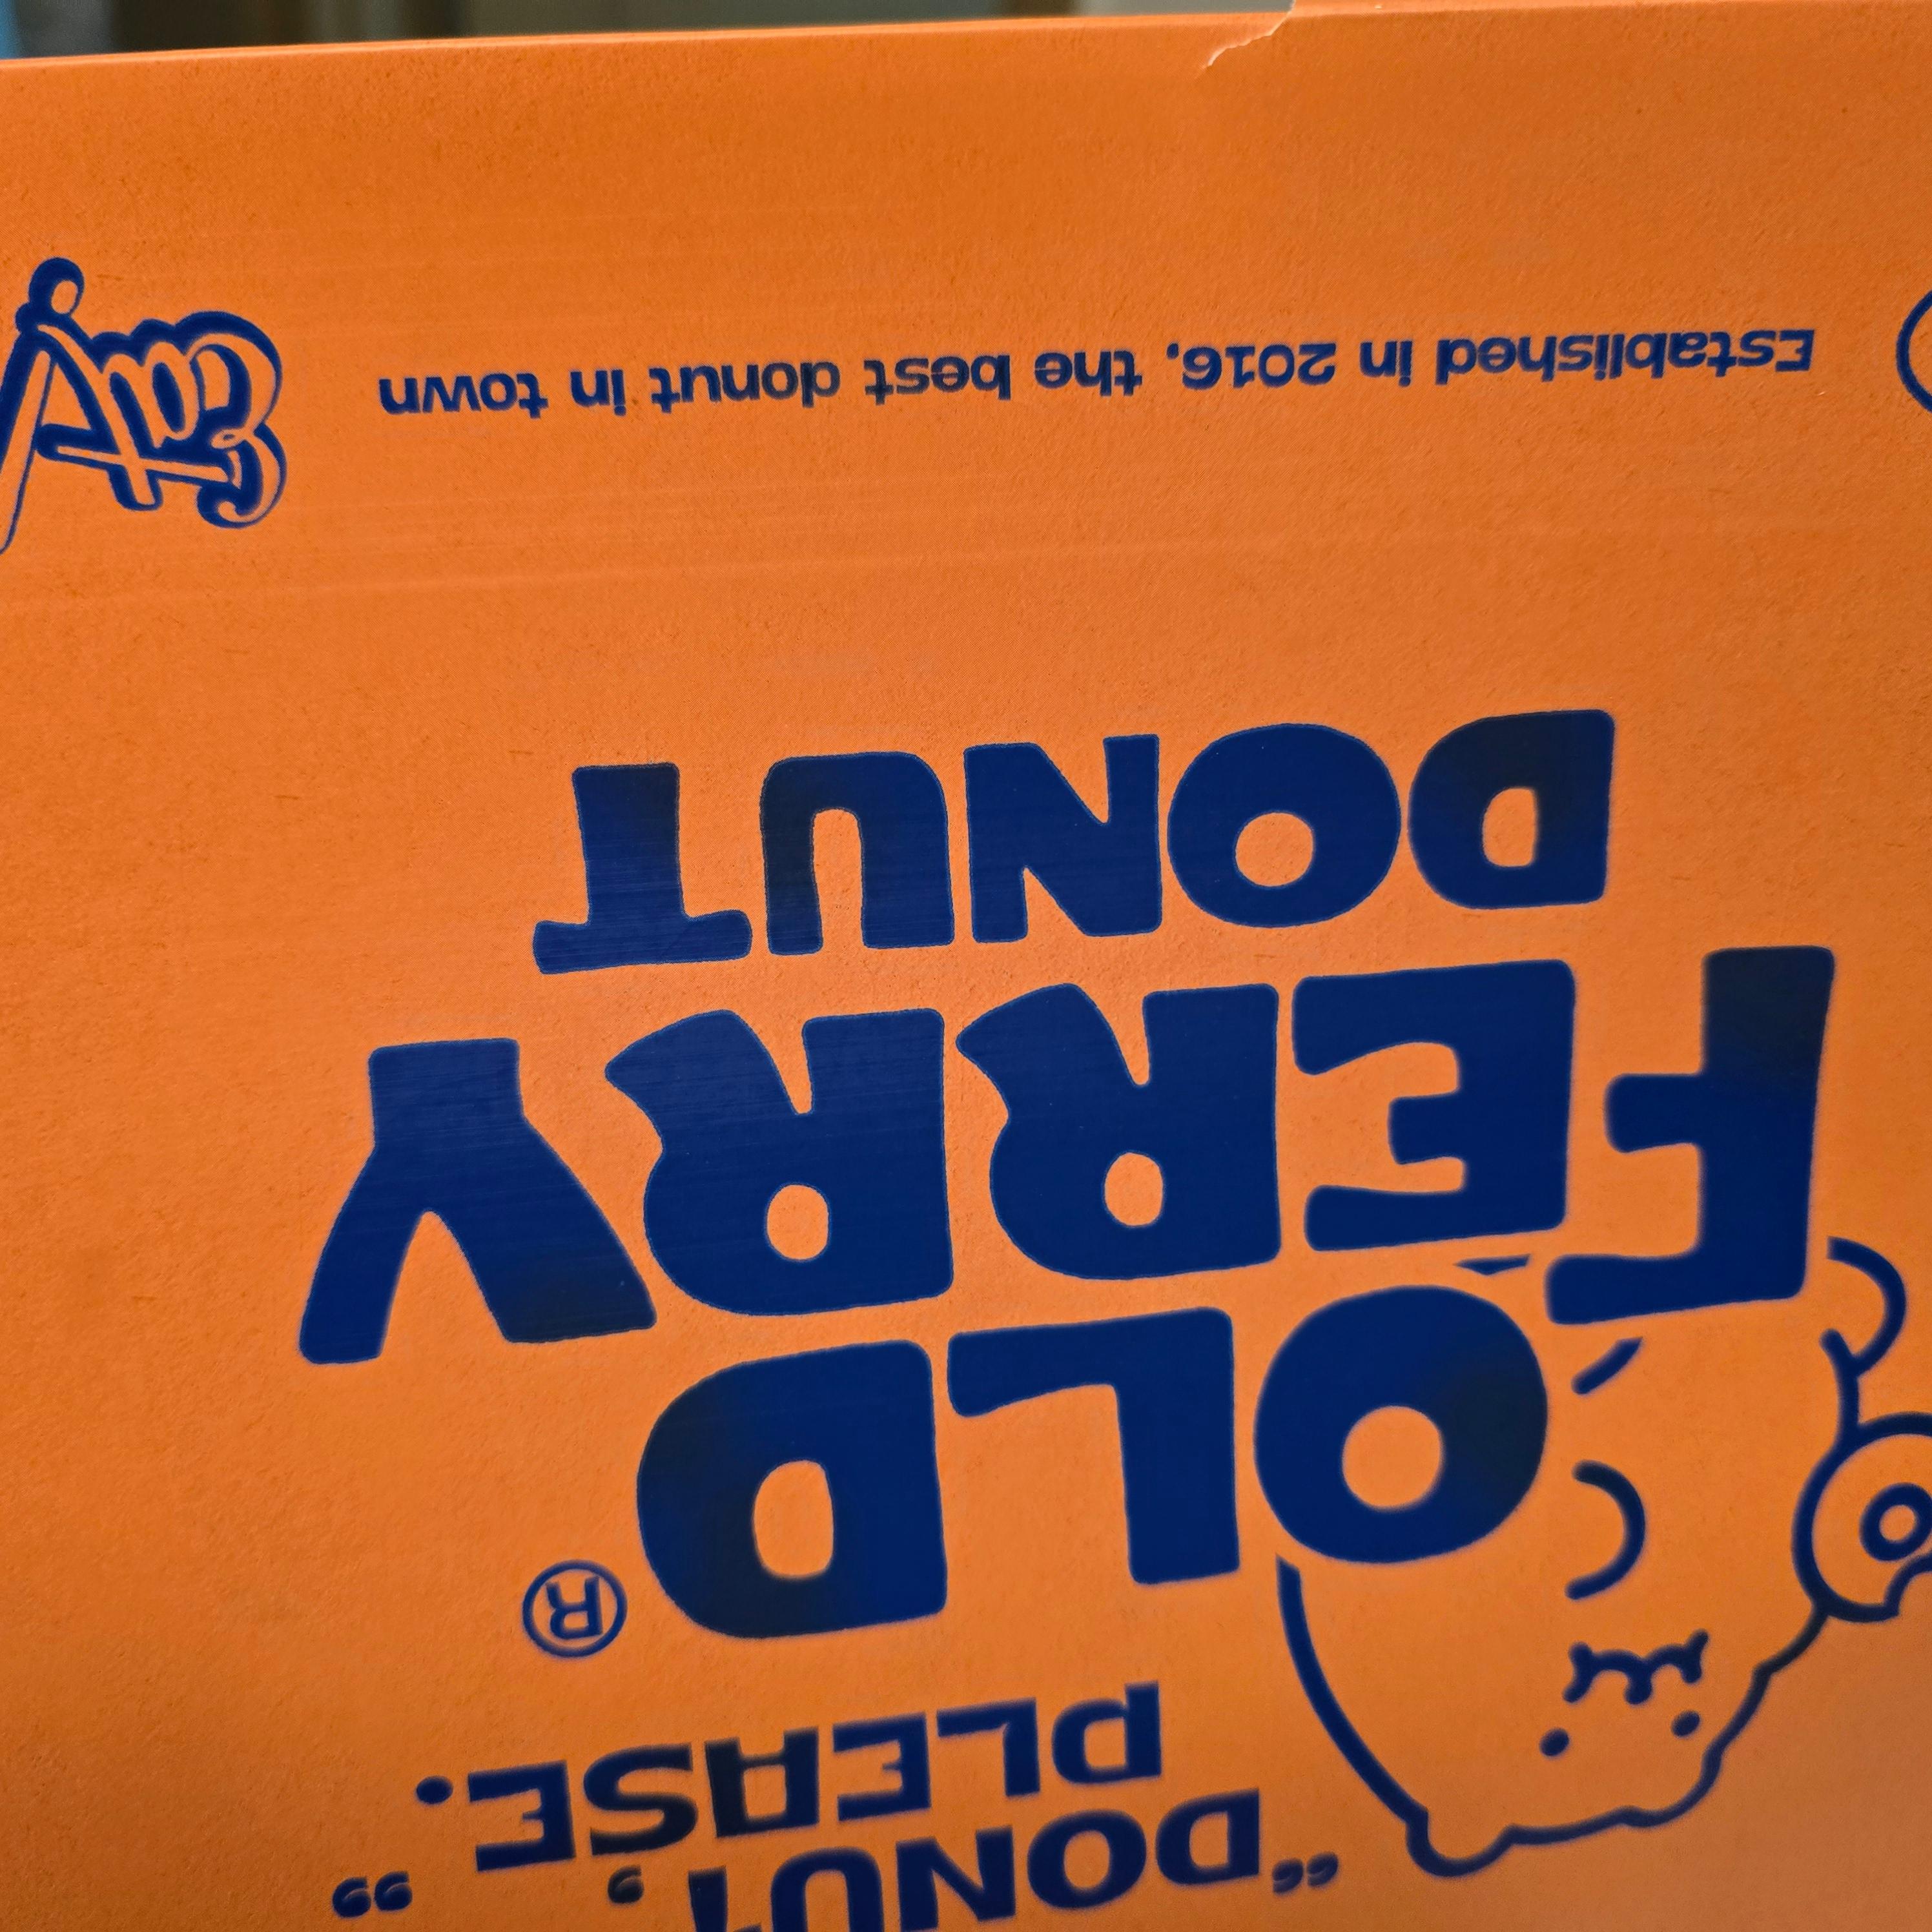 “DONUT,
PLEASE.”
OLD®
FERRY
DONUT
Established in 2016, the best donut in town